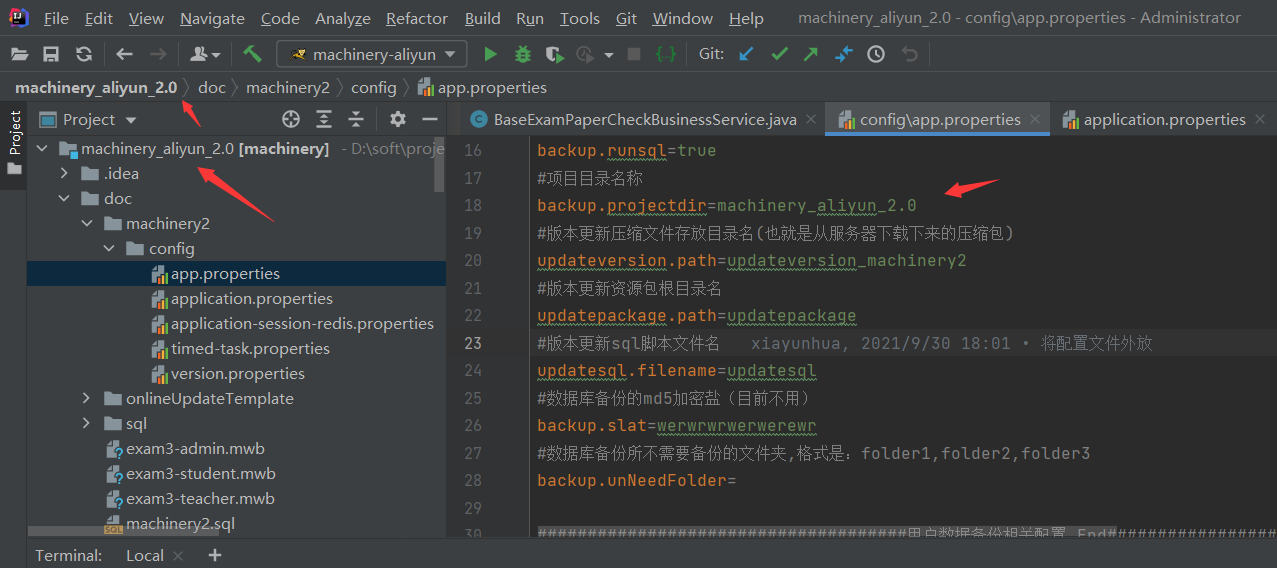 File Edit View Navigate Code Analyze Refactor Build Run Tools Git Window Help machinery_aliyun_2.0 - config\app.properties - Administrator
machinery-aliyun Git:
machinery_aliyun_2.0 doc machinery2 config app.properties
Project
Project
BaseExamPaperCheckBusinessService.java config\app.properties application.properties
machinery_aliyun_2.0 [machinery] - D:\soft\proje
.idea
doc
machinery2
config
app.properties
application.properties
application-session-redis.properties
timed-task.properties
version.properties
onlineUpdateTemplate
sql
exam3-admin.mwb
exam3-student.mwb
exam3-teacher.mwb
machinery2.sql
16 backup.runsql=true
17 #项目目录名称
18 backup.projectdir=machinery_aliyun_2.0
19 #版本更新压缩文件存放目录名(也就是从服务器下载下来的压缩包)
20 updateversion.path=updateversion_machinery2
21 #版本更新资源包根目录名
22 updatepackage.path=updatepackage
23 #版本更新sql脚本文件名 xiayunhua, 2021/9/30 18:01 • 将配置文件外放
24 updatesql.filename=updatesql
25 #数据库备份的md5加密盐（目前不用）
26 backup.slat=werwrwrwerwerewr
27 #数据库备份所不需要备份的文件夹,格式是：folder1,folder2,folder3
28 backup.unNeedFolder=
29
30 #####################################用户数据备份相关配置 End#################
Terminal: Local